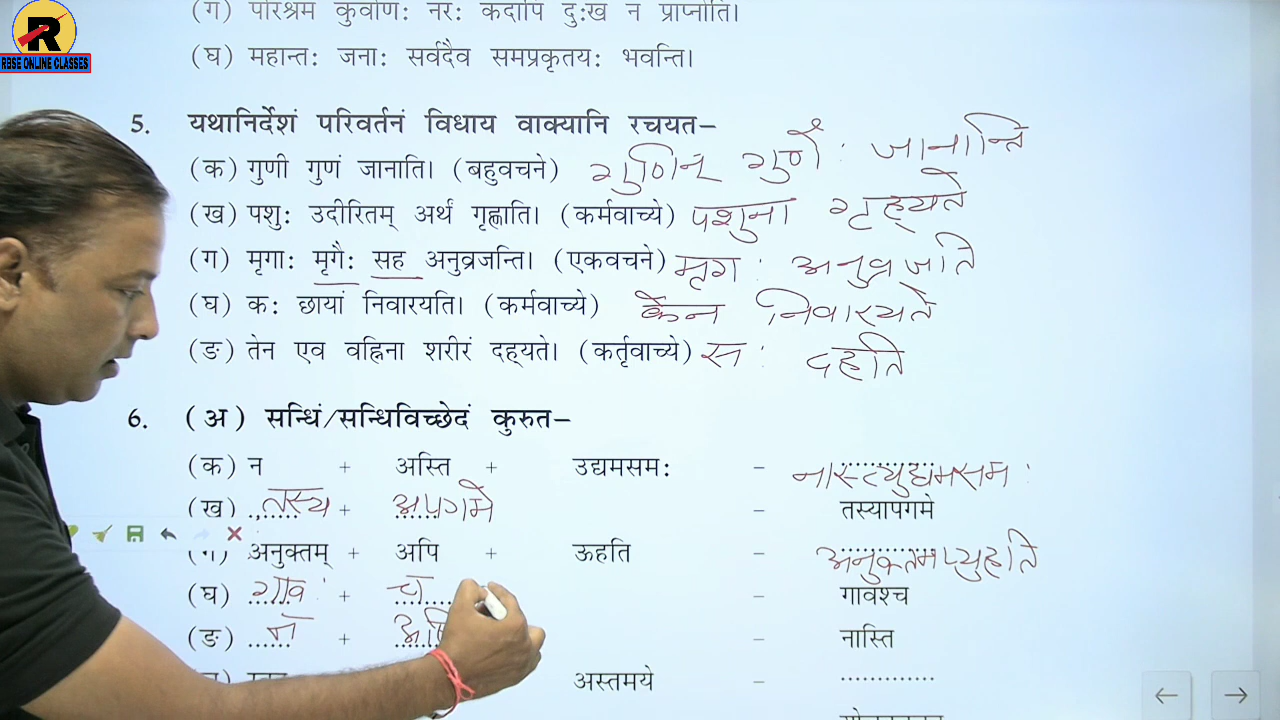 R
RBSE ONLINE CLASSES
(ग) परिश्रमं कुर्वाणः नरः कदापि दुःखं न प्राप्नोति।
(घ) महान्तः जनाः सर्वदैव समप्रकृतयः भवन्ति।
5. यथानिर्देशं परिवर्तनं विधाय वाक्यानि रचयत–
(क) गुणी गुणं जानाति। (बहुवचने) गुणिन जानान्ति
(ख) पशुः उदीरितम् अर्थं गृह्णाति। (कर्मवाच्ये) पशुना गृह्यते
(ग) मृगाः मृगैः सह अनुव्रजन्ति। (एकवचने) मृगः अनुव्रजति
(घ) कः छायां निवारयति। (कर्मवाच्ये) केन निवारयते
(ङ) तेन एव वह्निना शरीरं दह्यते। (कर्तृवाच्ये) सः दहति
6. (अ) सन्धिं/सन्धिविच्छेदं कुरुत–
(क) न + अस्ति + उद्यमसमः – नास्त्युद्यमसमः
(ख) तस्य + अपगमे – तस्यापगमे
(ग) अनुक्तम् + अपि + ऊहति – अनुक्तमप्युहति
(घ) गावः + च – गावश्च
(ङ) न + – नास्ति
अस्तमये – ............